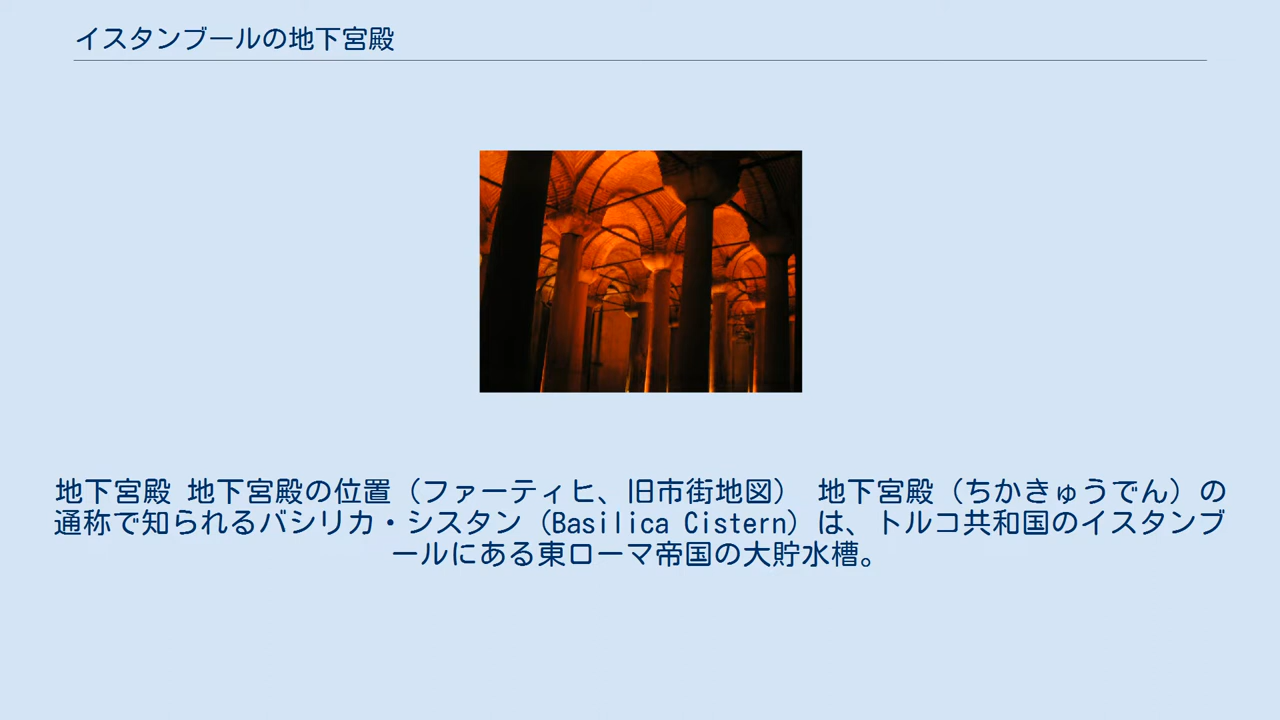 イスタンブールの地下宮殿
地下宮殿 地下宮殿の位置（ファーティヒ、旧市街地図） 地下宮殿（ちかきゅうでん）の
通称で知られるバシリカ・シスタン（Basilica Cistern）は、トルコ共和国のイスタンブ
ールにある東ローマ帝国の大貯水槽。